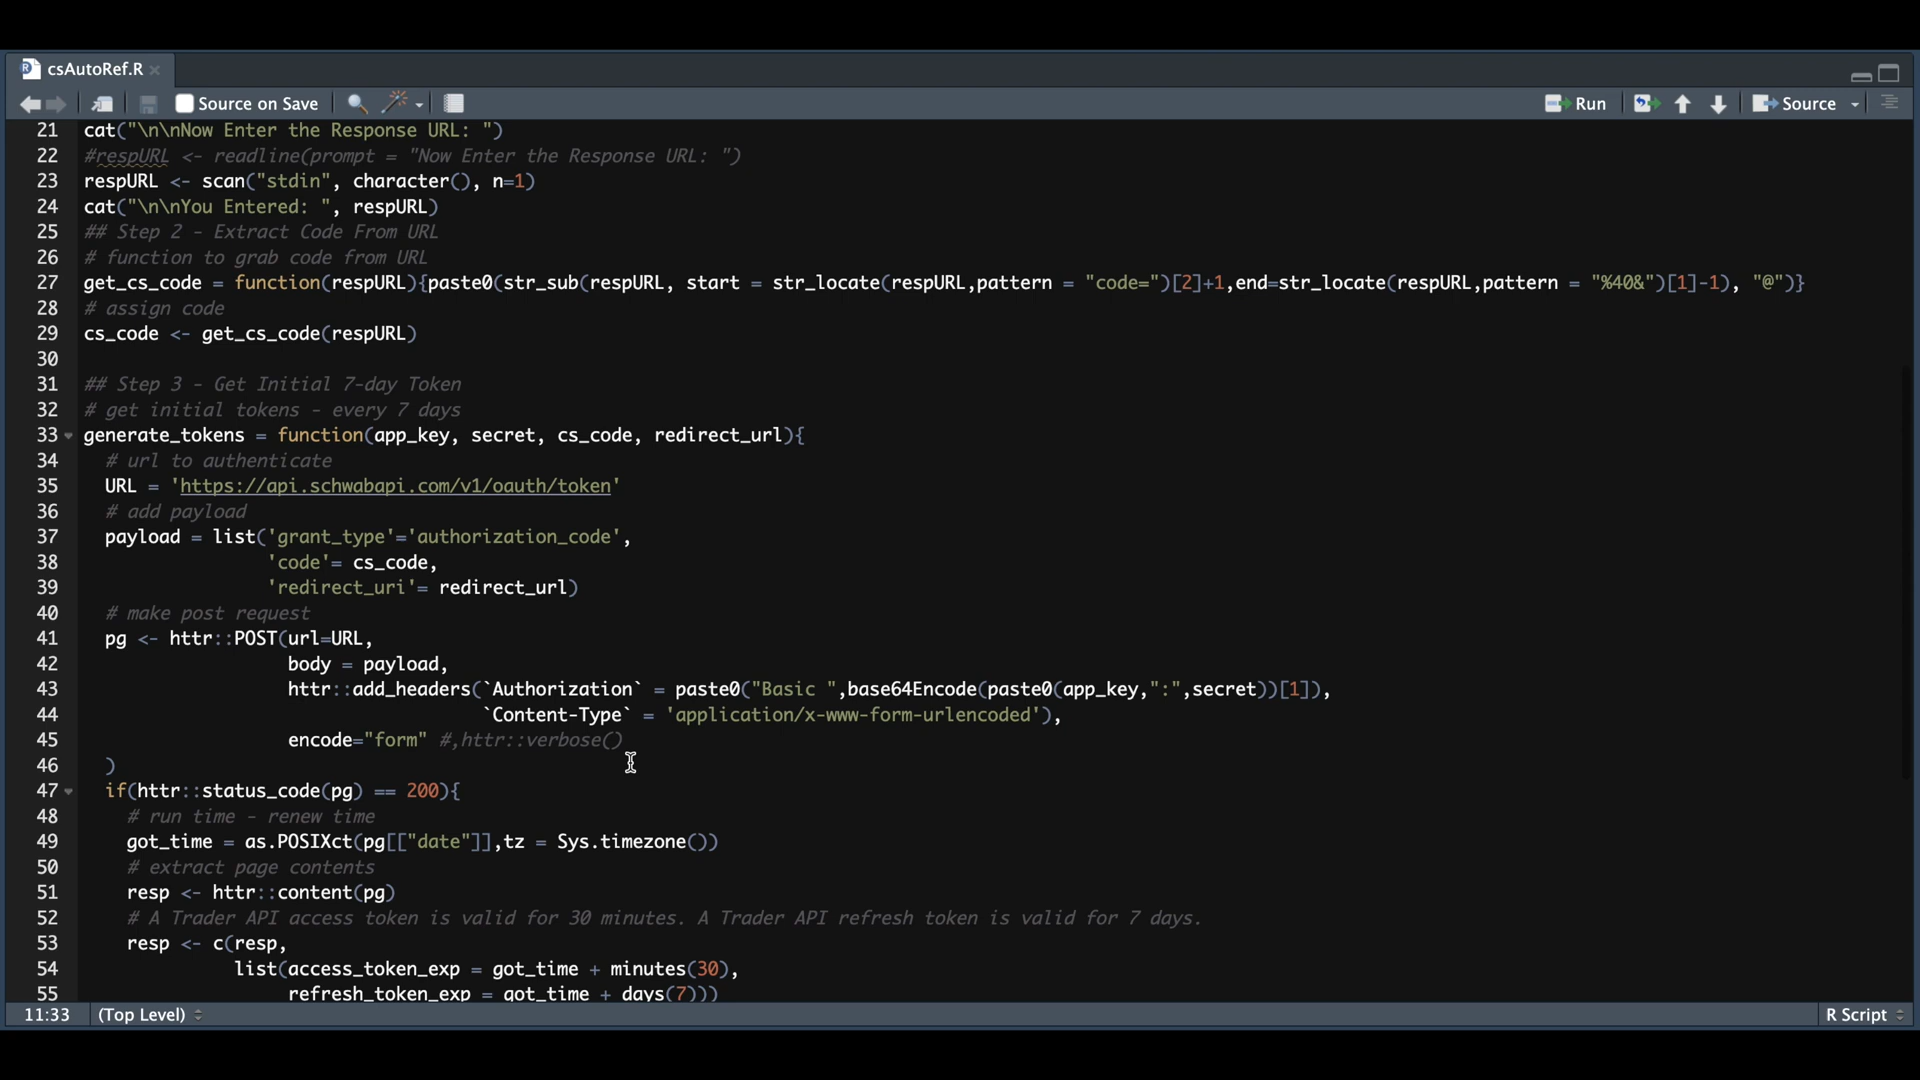 csAutoRef.R
Source on Save
Run
Source
21 cat("\n\nNow Enter the Response URL: ")
22 #respURL <- readline(prompt = "Now Enter the Response URL: ")
23 respURL <- scan("stdin", character(), n=1)
24 cat("\n\nYou Entered: ", respURL)
25 ## Step 2 - Extract Code From URL
26 # function to grab code from URL
27 get_cs_code = function(respURL){paste0(str_sub(respURL, start = str_locate(respURL,pattern = "code=")[2]+1,end=str_locate(respURL,pattern = "%40&")[1]-1), "@")}
28 # assign code
29 cs_code <- get_cs_code(respURL)
30
31 ## Step 3 - Get Initial 7-day Token
32 # get initial tokens - every 7 days
33 generate_tokens = function(app_key, secret, cs_code, redirect_url){
34   # url to authenticate
35   URL = 'https://api.schwabapi.com/v1/oauth/token'
36   # add payload
37   payload = list('grant_type'='authorization_code',
38                  'code'= cs_code,
39                  'redirect_uri'= redirect_url)
40   # make post request
41   pg <- httr::POST(url=URL,
42                    body = payload,
43                    httr::add_headers(`Authorization` = paste0("Basic ",base64Encode(paste0(app_key,":",secret))[1]),
44                                      `Content-Type` = 'application/x-www-form-urlencoded'),
45                    encode="form" #,httr::verbose()
46   )
47   if(httr::status_code(pg) == 200){
48     # run time - renew time
49     got_time = as.POSIXct(pg[["date"]],tz = Sys.timezone())
50     # extract page contents
51     resp <- httr::content(pg)
52     # A Trader API access token is valid for 30 minutes. A Trader API refresh token is valid for 7 days.
53     resp <- c(resp,
54               list(access_token_exp = got_time + minutes(30),
55                    refresh_token_exp = got_time + days(7)))
11:33 (Top Level)
R Script